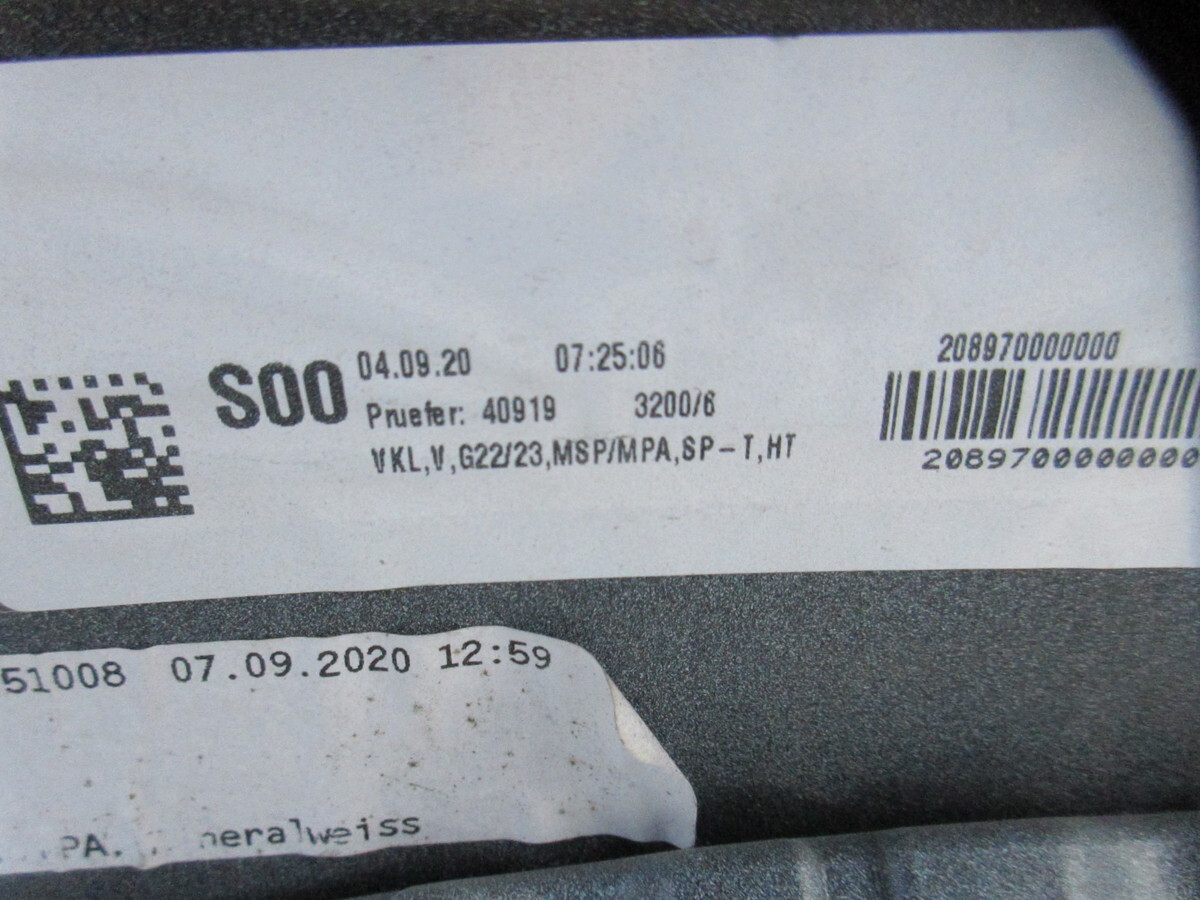 S00
04.09.20 07:25:06
Pruefer: 40919 3200/6
VKL,V,G22/23,MSP/MPA,SP-T,HT
208970000000
2089700000000
51008 07.09.2020 12:59
PA. neralweiss